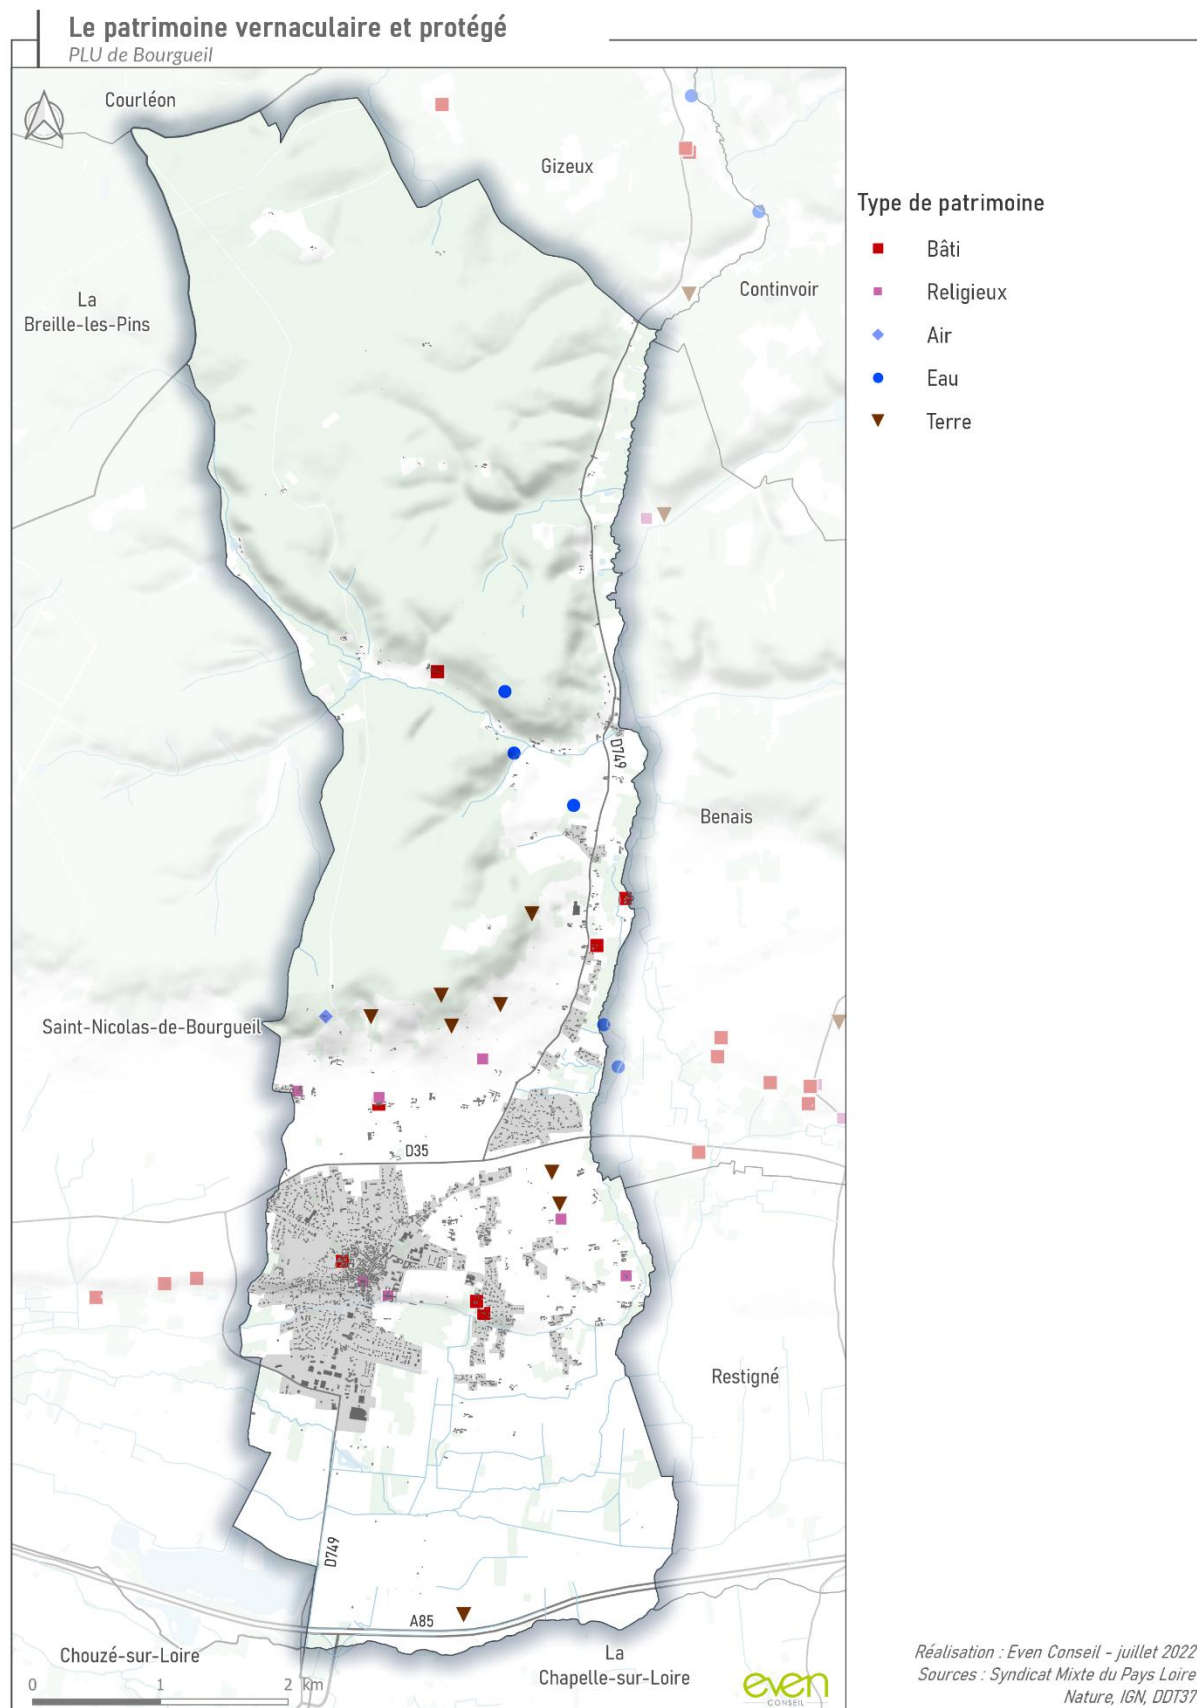 Le patrimoine vernaculaire et protégé
PLU de Bourgueil
Courléon
Gizeux
Type de patrimoine
Bâti
Religieux
Air
Eau
Terre
Continvoir
La
Breille-les-Pins
D749
Benais
Saint-Nicolas-de-Bourgueil
D35
Restigné
D749
A85
Chouzé-sur-Loire
La
Chapelle-sur-Loire
0 1 2 km
even
CONSEIL
Réalisation : Even Conseil - juillet 2022
Sources : Syndicat Mixte du Pays Loire
Nature, IGN, DDT37